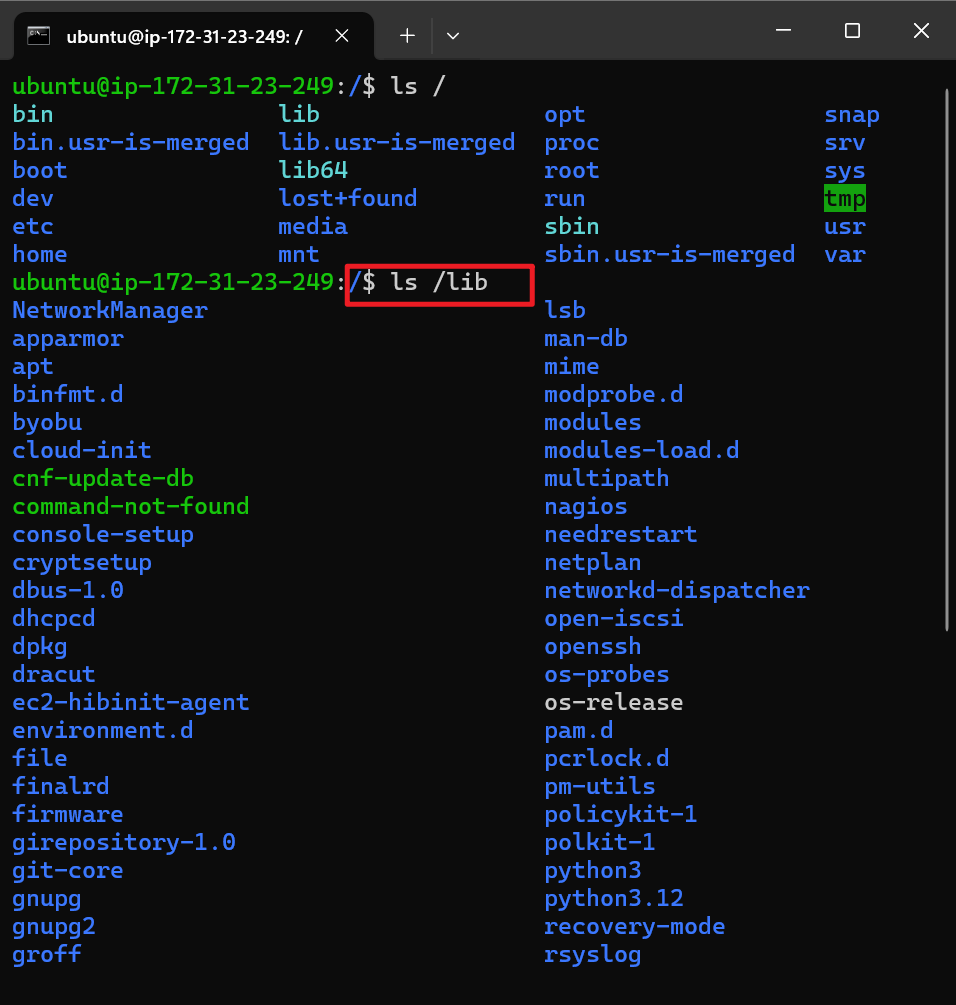 ubuntu@ip-172-31-23-249: /
ubuntu@ip-172-31-23-249:/$ ls /
bin lib opt snap
bin.usr-is-merged lib.usr-is-merged proc srv
boot lib64 root sys
dev lost+found run tmp
etc media sbin usr
home mnt sbin.usr-is-merged var
ubuntu@ip-172-31-23-249:/$ ls /lib
NetworkManager lsb
apparmor man-db
apt mime
binfmt.d modprobe.d
byobu modules
cloud-init modules-load.d
cnf-update-db multipath
command-not-found nagios
console-setup needrestart
cryptsetup netplan
dbus-1.0 networkd-dispatcher
dhcpcd open-iscsi
dpkg openssh
dracut os-probes
ec2-hibinit-agent os-release
environment.d pam.d
file pcrlock.d
finalrd pm-utils
firmware policykit-1
girepository-1.0 polkit-1
git-core python3
gnupg python3.12
gnupg2 recovery-mode
groff rsyslog